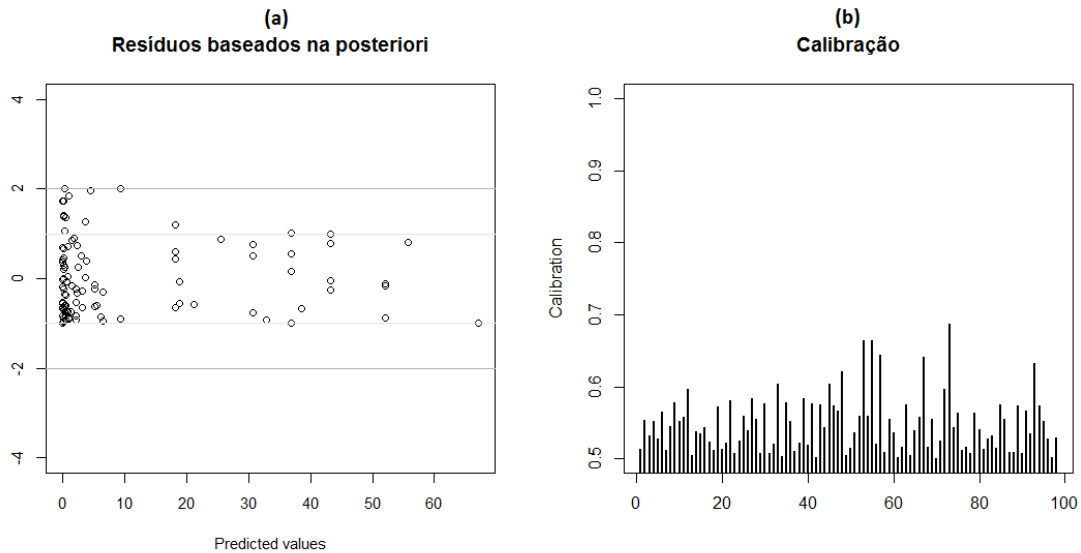 (a)
Resíduos baseados na posteriori
4
2
0
-2
-4
0 10 20 30 40 50 60
Predicted values
(b)
Calibração
1.0
0.9
0.8
0.7
0.6
0.5
Calibration
0 20 40 60 80 100